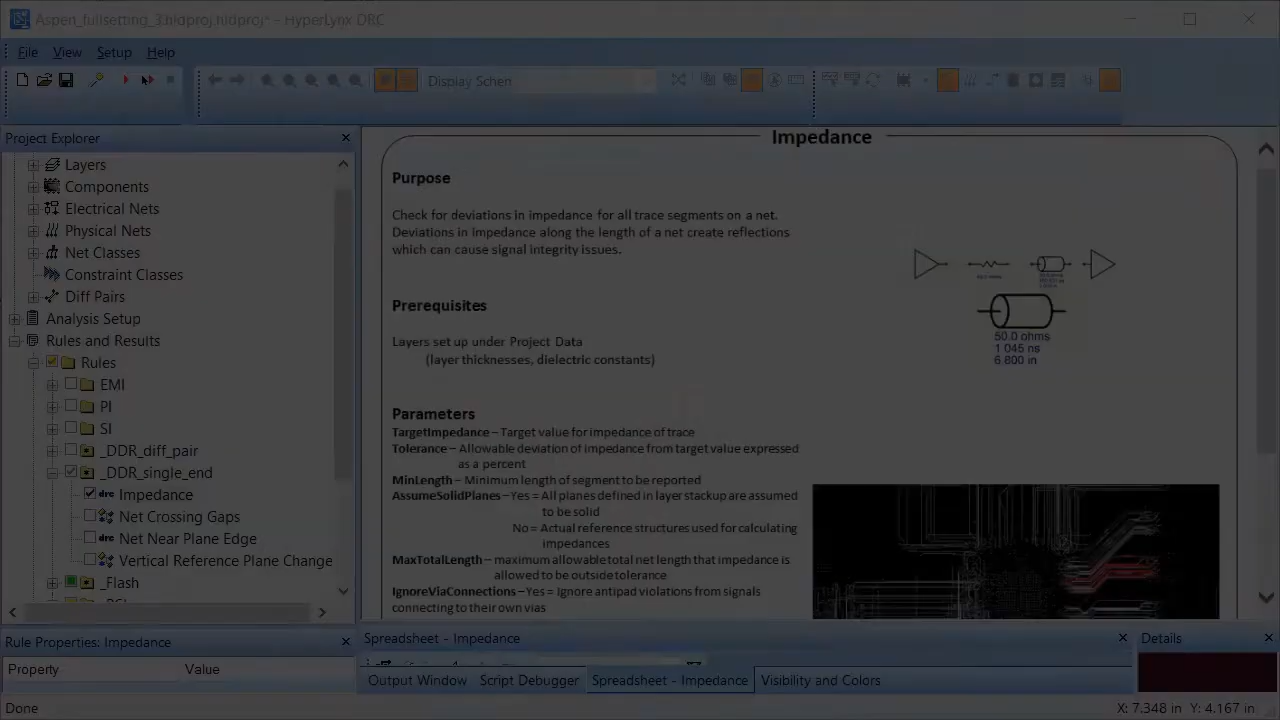 Aspen_fullsetting_3.hldproj.hldproj* - HyperLynx DRC
File View Setup Help
Display Schem
Project Explorer
Layers
Components
Electrical Nets
Physical Nets
Net Classes
Constraint Classes
Diff Pairs
Analysis Setup
Rules and Results
Rules
EMI
PI
SI
_DDR_diff_pair
_DDR_single_end
Impedance
Net Crossing Gaps
Net Near Plane Edge
Vertical Reference Plane Change
_Flash
Impedance
Purpose
Check for deviations in impedance for all trace segments on a net.
Deviations in impedance along the length of a net create reflections
which can cause signal integrity issues.
Prerequisites
Layers set up under Project Data
(layer thicknesses, dielectric constants)
Parameters
TargetImpedance – Target value for impedance of trace
Tolerance – Allowable deviation of impedance from target value expressed
as a percent
MinLength – Minimum length of segment to be reported
AssumeSolidPlanes – Yes = All planes defined in layer stackup are assumed
to be solid
No = Actual reference structures used for calculating
impedances
MaxTotalLength – maximum allowable total net length that impedance is
allowed to be outside tolerance
IgnoreViaConnections – Yes = Ignore antipad violations from signals
connecting to their own vias
50.0 ohms
1.045 ns
6.800 in
Rule Properties: Impedance
Property Value
Spreadsheet - Impedance
Details
Output Window Script Debugger Spreadsheet - Impedance Visibility and Colors
Done
X: 7.348 in Y: 4.167 in